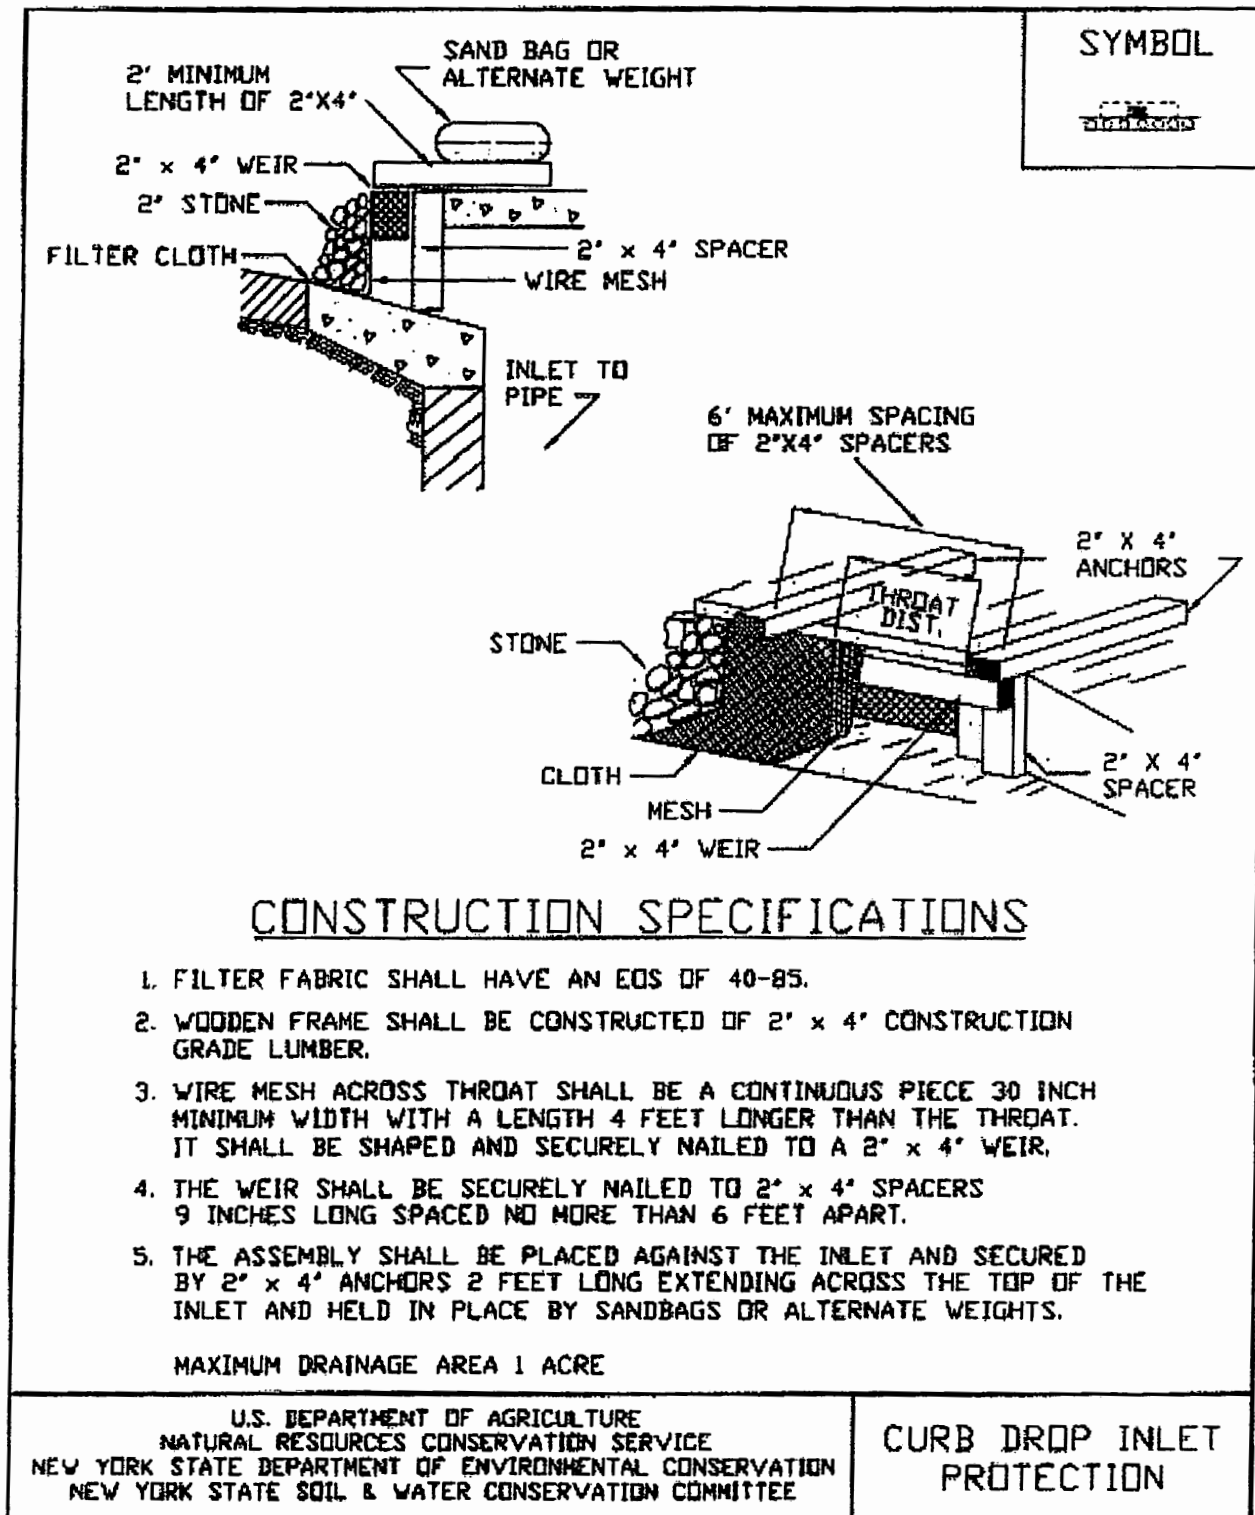 SYMBOL
SAND BAG OR
ALTERNATE WEIGHT
2' MINIMUM
LENGTH OF 2"X4"
2" x 4" WEIR
2" STONE
FILTER CLOTH
2" x 4" SPACER
WIRE MESH
INLET TO
PIPE
6' MAXIMUM SPACING
OF 2"X4" SPACERS
2" X 4"
ANCHORS
THROAT
DIST.
STONE
CLOTH
2" X 4"
SPACER
MESH
2" x 4" WEIR
CONSTRUCTION SPECIFICATIONS
1. FILTER FABRIC SHALL HAVE AN EOS OF 40-85.
2. WOODEN FRAME SHALL BE CONSTRUCTED OF 2" x 4" CONSTRUCTION
GRADE LUMBER.
3. WIRE MESH ACROSS THROAT SHALL BE A CONTINUOUS PIECE 30 INCH
MINIMUM WIDTH WITH A LENGTH 4 FEET LONGER THAN THE THROAT.
IT SHALL BE SHAPED AND SECURELY NAILED TO A 2" x 4" WEIR.
4. THE WEIR SHALL BE SECURELY NAILED TO 2" x 4" SPACERS
9 INCHES LONG SPACED NO MORE THAN 6 FEET APART.
5. THE ASSEMBLY SHALL BE PLACED AGAINST THE INLET AND SECURED
BY 2" x 4" ANCHORS 2 FEET LONG EXTENDING ACROSS THE TOP OF THE
INLET AND HELD IN PLACE BY SANDBAGS OR ALTERNATE WEIGHTS.
MAXIMUM DRAINAGE AREA 1 ACRE
U.S. DEPARTMENT OF AGRICULTURE
NATURAL RESOURCES CONSERVATION SERVICE
NEW YORK STATE DEPARTMENT OF ENVIRONMENTAL CONSERVATION
NEW YORK STATE SOIL & WATER CONSERVATION COMMITTEE
CURB DROP INLET
PROTECTION